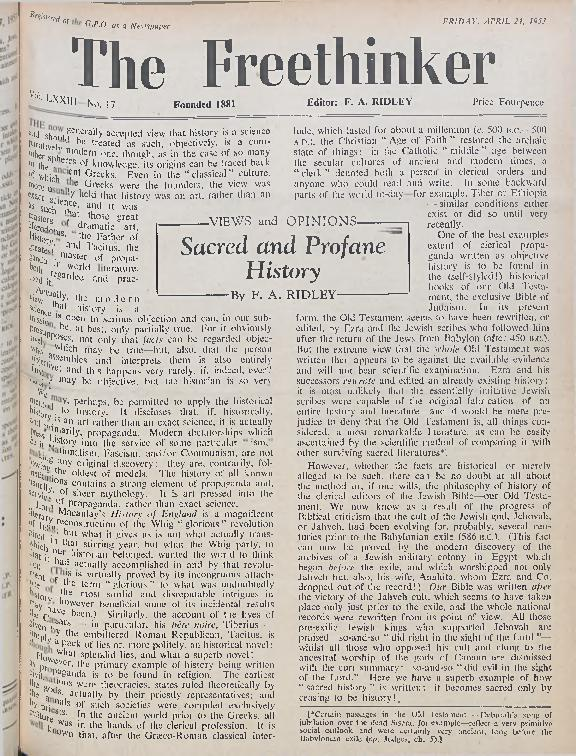 Registered at the G.P.O. as a Newspaper
FRIDAY, APRIL 24, 1953
The Freethinker
Vol. LXXIII—No. 17
Founded 1881
Editor: F. A. RIDLEY
Price Fourpence
THE now generally accepted view that history is a science
and should be treated as such, objectively, is a com-
paratively modern one, though, as in the case of so many
other spheres of knowledge, its origins can be traced back
to the ancient Greeks. Even in the "classical" culture,
of which the Greeks were the founders, the view was
more usually held that history was an art, rather than an
exact science, and it was
as such that those great
masters of dramatic art,
Herodotus, "the Father of
History," and Tacitus, the
greatest master of propa-
ganda in world literature,
both regarded and prac-
tised it.
Actually, the modern
view that history is a
science is open to serious objection and can, in our sub-
mission, be, at best, only partially true. For it obviously
presupposes, not only that facts can be regarded objec-
tively—which may be true—but, also, that the person
who assembles and interprets them is also entirely
objective; and this happens very rarely, if, indeed, ever!
may be objective, but the historian is so very
We may, perhaps, be permitted to apply the historical
method to history. It discloses that, if, historically,
history is an art rather than an exact science, it is actually
and primarily, propaganda. Modern dictatorships which
press history into the service of some particular "ism,"
be it Nationalism, Fascism, and/or Communism, are not
making any original discovery; they are, contrarily, fol-
lowing the oldest of models. The history of all known
civilisations contains a strong element of propaganda and,
usually, of sheer mythology. It is art pressed into the
service of propaganda, rather than exact science.
Lord Macaulay's History of England is a magnificent
literary reconstruction of the Whig "glorious" revolution
of 1688, but what it gives us is not what actually trans-
pired in that stirring year, but what the Whig party, to
which our historian belonged, wanted the world to think
that it had actually accomplished in and by that revolu-
tion. (This is virtually proved by its incongruous attach-
ment of the term "glorious" to what was undoubtedly
one of the most sordid and disreputable intrigues in
history, however beneficial some of its incidental results
may have been.) Similarly, the account of the lives of
the Caesars—in particular, his bête noire, Tiberius—
given by the embittered Roman Republican, Tacitus, is
simply a pack of lies or, more politely, an historical novel:
though what splendid lies, and what a superb novel!
However, the primary example of history being written
as propaganda is to be found in religion. The earliest
civilisations were theocracies, states ruled theoretically by
the gods, actually by their priestly representatives, and
the annals of such societies were compiled exclusively
by priests. In the ancient world prior to the Greeks, all
culture was in the hands of the clerical profession. It is
well known that, after the Graeco-Roman classical inter-
VIEWS and OPINIONS
Sacred and Profane
History
By F. A. RIDLEY
lude, which lasted for about a millennium (c. 500 B.C.-500
A.D.), the Christian "Age of Faith" restored the archaic
state of things: in the Catholic "middle" age between
the secular cultures of ancient and modern times, a
"clerk" denoted both a person in clerical orders and
anyone who could read and write. In some backward
parts of the world to-day—for example, Tibet or Ethiopia
—similar conditions either
exist or did so until very
recently.
One of the best examples
extant of clerical propa-
ganda written as objective
history is to be found in
the (self-styled!) historical
books of our Old Testa-
ment, the exclusive Bible of
Judaism. In its present
form, the Old Testament seems to have been rewritten, or
edited, by Ezra and the Jewish scribes who followed him
after the return of the Jews from Babylon (after 450 B.C.).
But the extreme view that the whole Old Testament was
written then appears to be against the available evidence
and will not bear scientific examination. Ezra and his
successors rewrote and edited an already existing history;
it is most unlikely that the essentially imitative Jewish
scribes were capable of the original fabrication of an
entire history and literature—and it would be mere pre-
judice to deny that the Old Testament is, all things con-
sidered, a most remarkable literature, as can be easily
ascertained by the scientific method of comparing it with
other surviving sacred literatures*.
However, whether the facts are historical or merely
alleged to be such, there can be no doubt at all about
the method or, if one wills, the philosophy of history of
the clerical editors of the Jewish Bible—our Old Testa-
ment. We now know as a result of the progress of
Biblical criticism that the cult of the Jewish god, Jehovah,
or Jahveh, had been evolving for, probably, several cen-
turies prior to the Babylonian exile (586 B.C.). (This fact
can now be proved by the modern discovery of the
archives of a Jewish military colony in Egypt which
began before the exile, and which worshipped not only
Jahveh but, also, his wife, Anahita, whom Ezra and Co.
dropped out of the record!) Our Bible was written after
the victory of the Jahveh cult, which seems to have taken
place only just prior to the exile, and the whole national
records were rewritten from its point of view. All those
pre-exilic Jewish kings who supported Jahveh are
praised—so-and-so "did right in the sight of the Lord"—
whilst all those who opposed his cult and clung to the
ancestral worship of the gods of Canaan are dismissed
with the curt summary: so-and-so "did evil in the sight
of the Lord." Here we have a superb example of how
"sacred history" is written: it becomes sacred only by
ceasing to be history!
[*Certain passages in the Old Testament—Deborah's song of
jubilation over the dead Sisera, for example—reflect a very primitive
social outlook and were certainly very ancient, long before the
Babylonian exile (cp. Judges, ch. 5).]